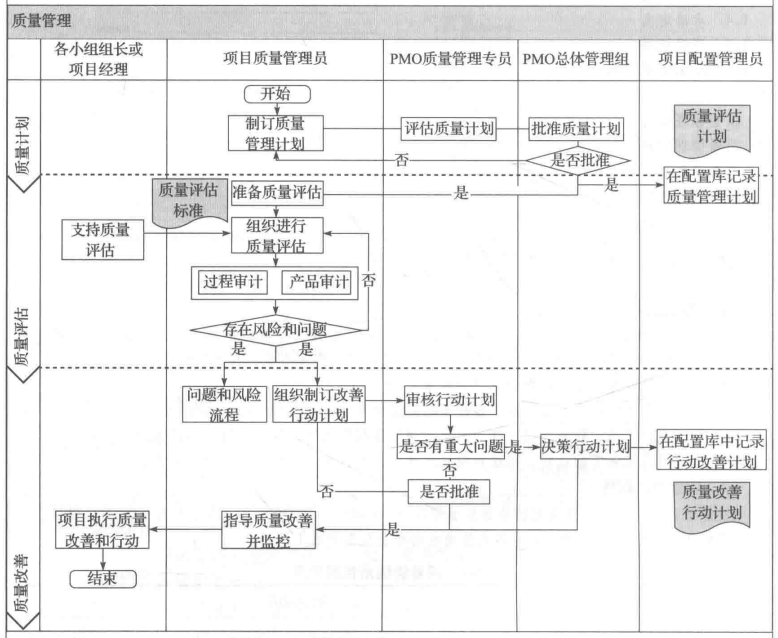 质量管理
各小组组长或
项目经理
项目质量管理员
PMO质量管理专员
PMO总体管理组
项目配置管理员
质量计划
开始
制订质量
管理计划
评估质量计划
批准质量计划
质量评估
计划
否
是否批准
是
在配置库记录
质量管理计划
质量评估
质量评估
标准
准备质量评估
是
支持质量
评估
组织进行
质量评估
过程审计
产品审计
否
存在风险和问题
是
是
质量改善
问题和风险
流程
组织制订改善
行动计划
审核行动计划
是否有重大问题
是
决策行动计划
在配置库中记录
行动改善计划
否
否
是否批准
质量改善
行动计划
项目执行质量
改善和行动
指导质量改善
并监控
是
结束